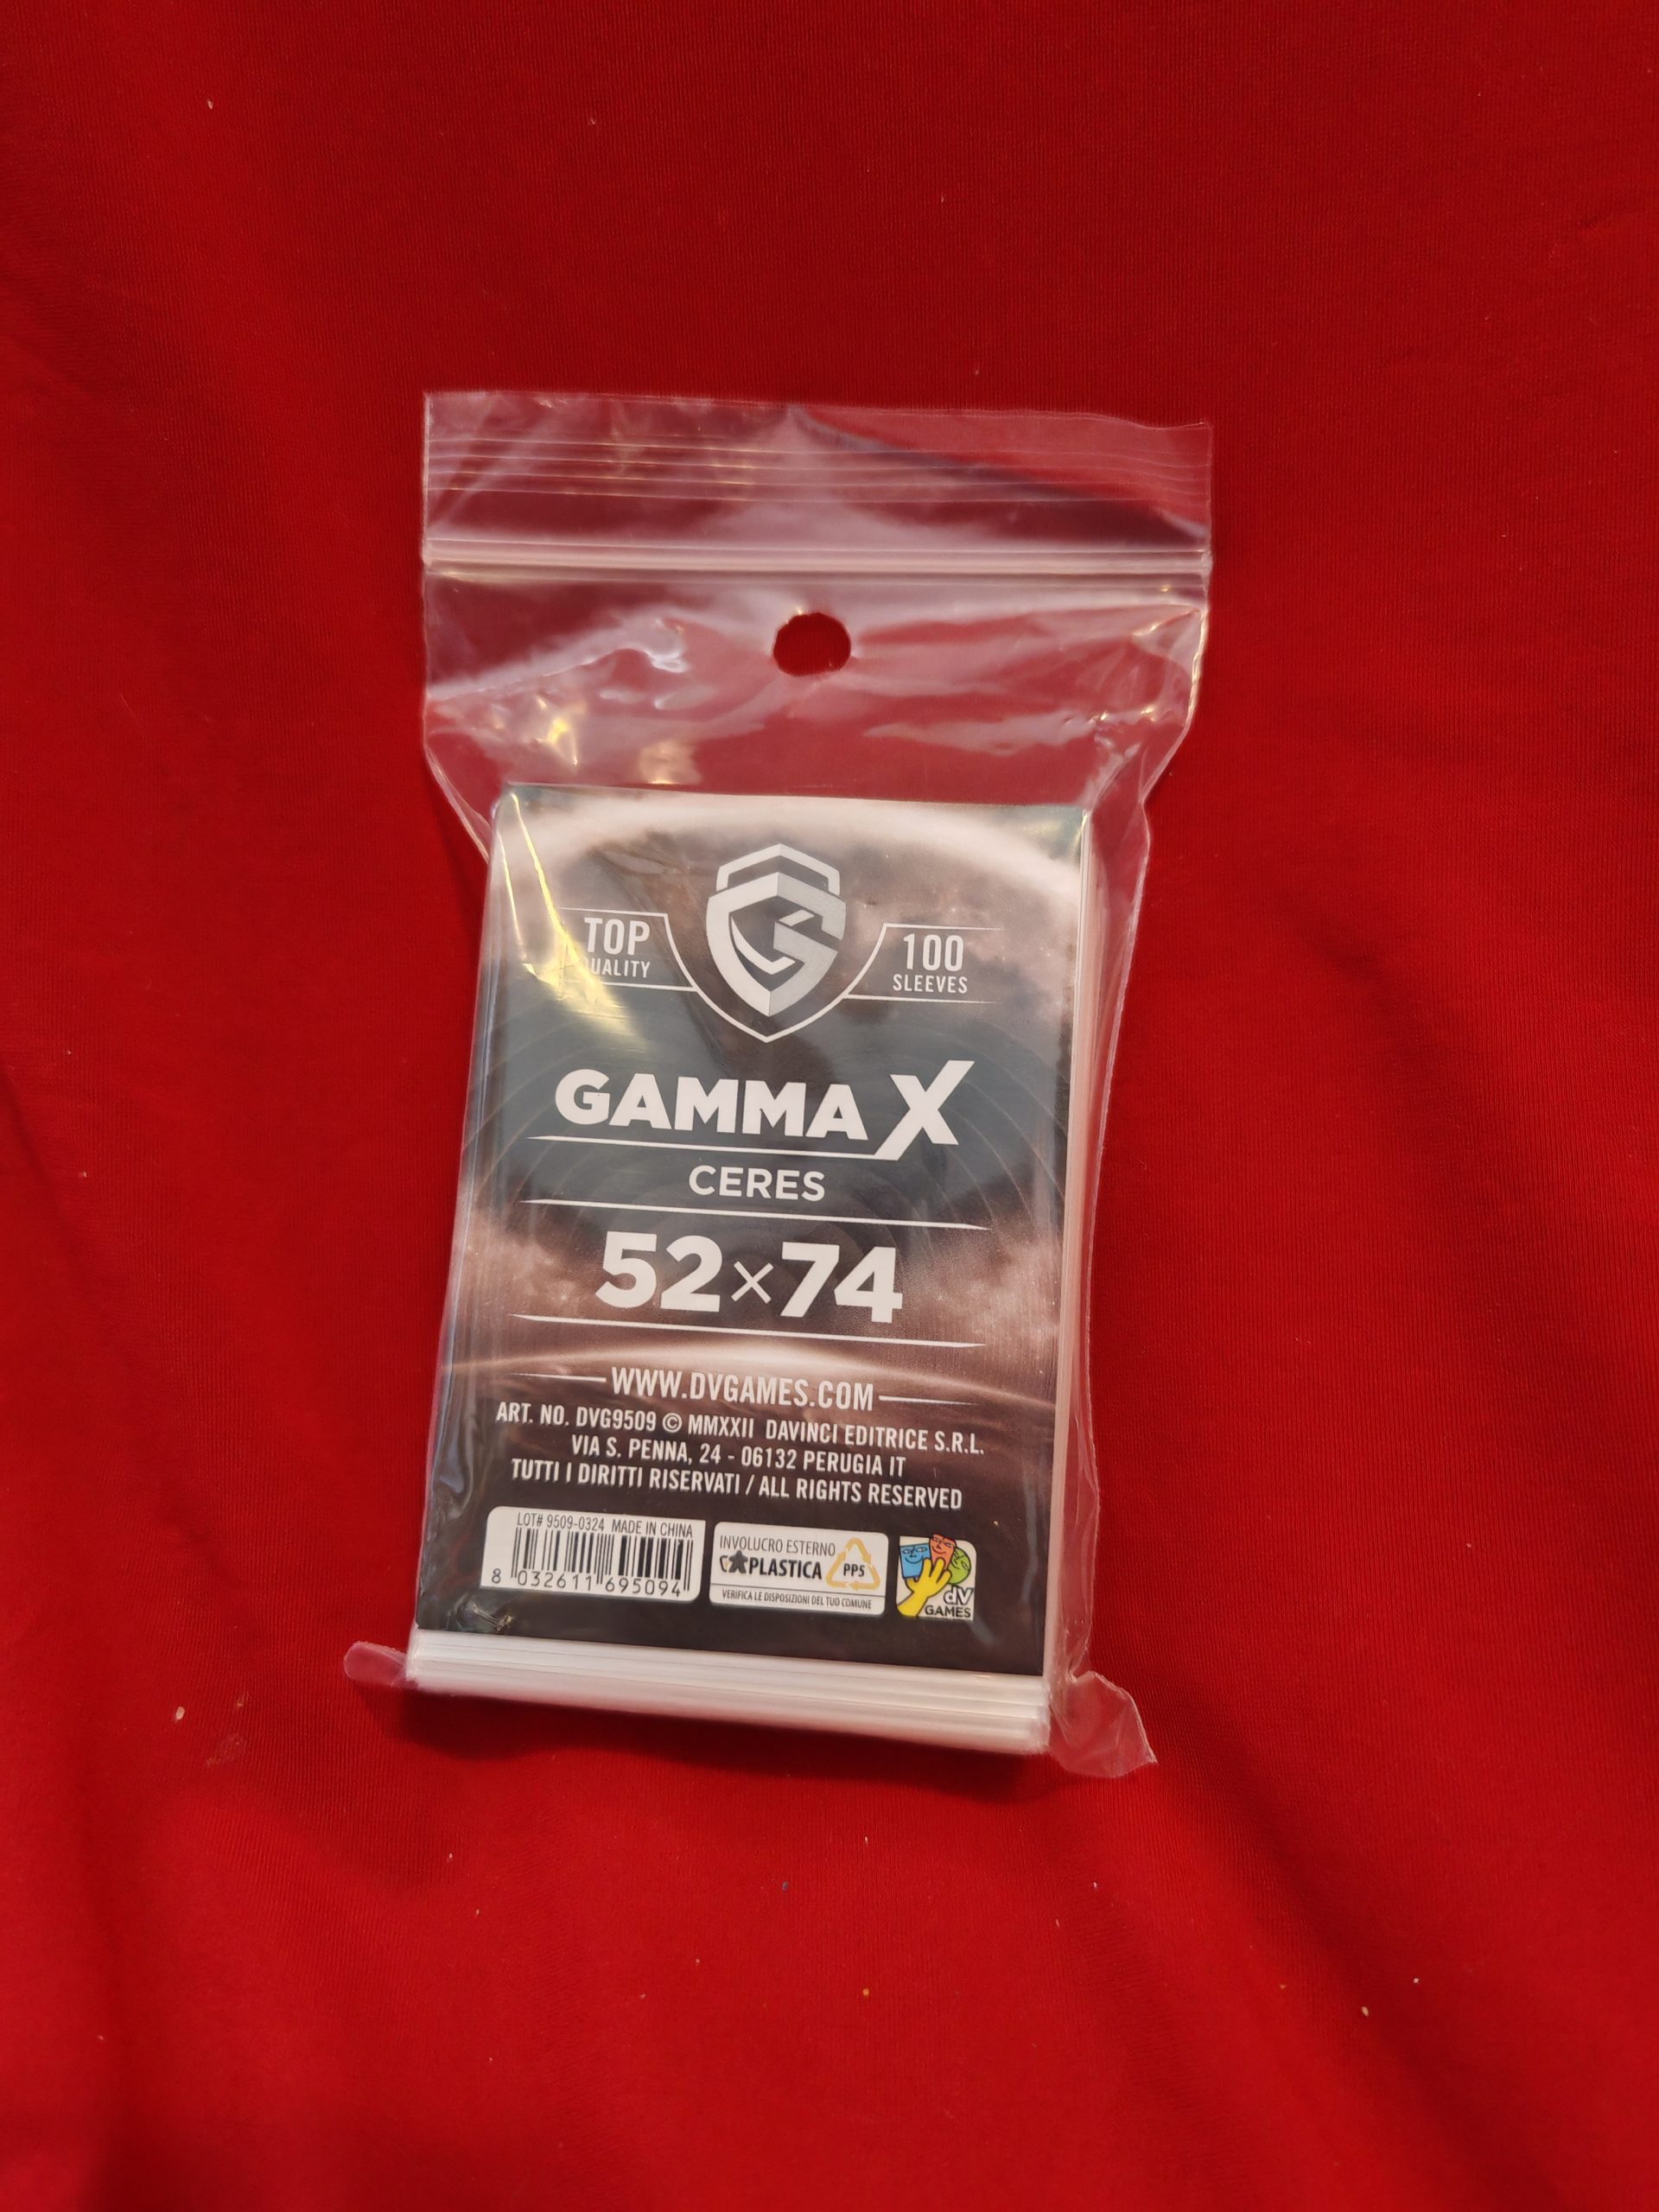 TOP
QUALITY
100
SLEEVES
GAMMA X
CERES
52×74
WWW.DVGAMES.COM
ART. NO. DVG9509 © MMXXII DAVINCI EDITRICE S.R.L.
VIA S. PENNA, 24 - 06132 PERUGIA IT
TUTTI I DIRITTI RISERVATI / ALL RIGHTS RESERVED
LOT# 9509-0324 MADE IN CHINA
8 032611 695094
INVOLUCRO ESTERNO
PLASTICA
PP5
VERIFICA LE DISPOSIZIONI DEL TUO COMUNE
dV
GAMES